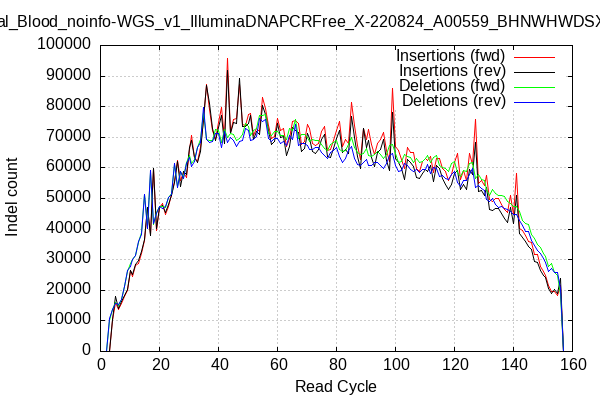 al_Blood_noinfo-WGS_v1_IlluminaDNAPCRFree_X-220824_A00559_BHNWHWDSX
Insertions (fwd)
Insertions (rev)
Deletions (fwd)
Deletions (rev)
100000
90000
80000
70000
60000
50000
40000
30000
20000
10000
0
Indel count
0 20 40 60 80 100 120 140 160
Read Cycle